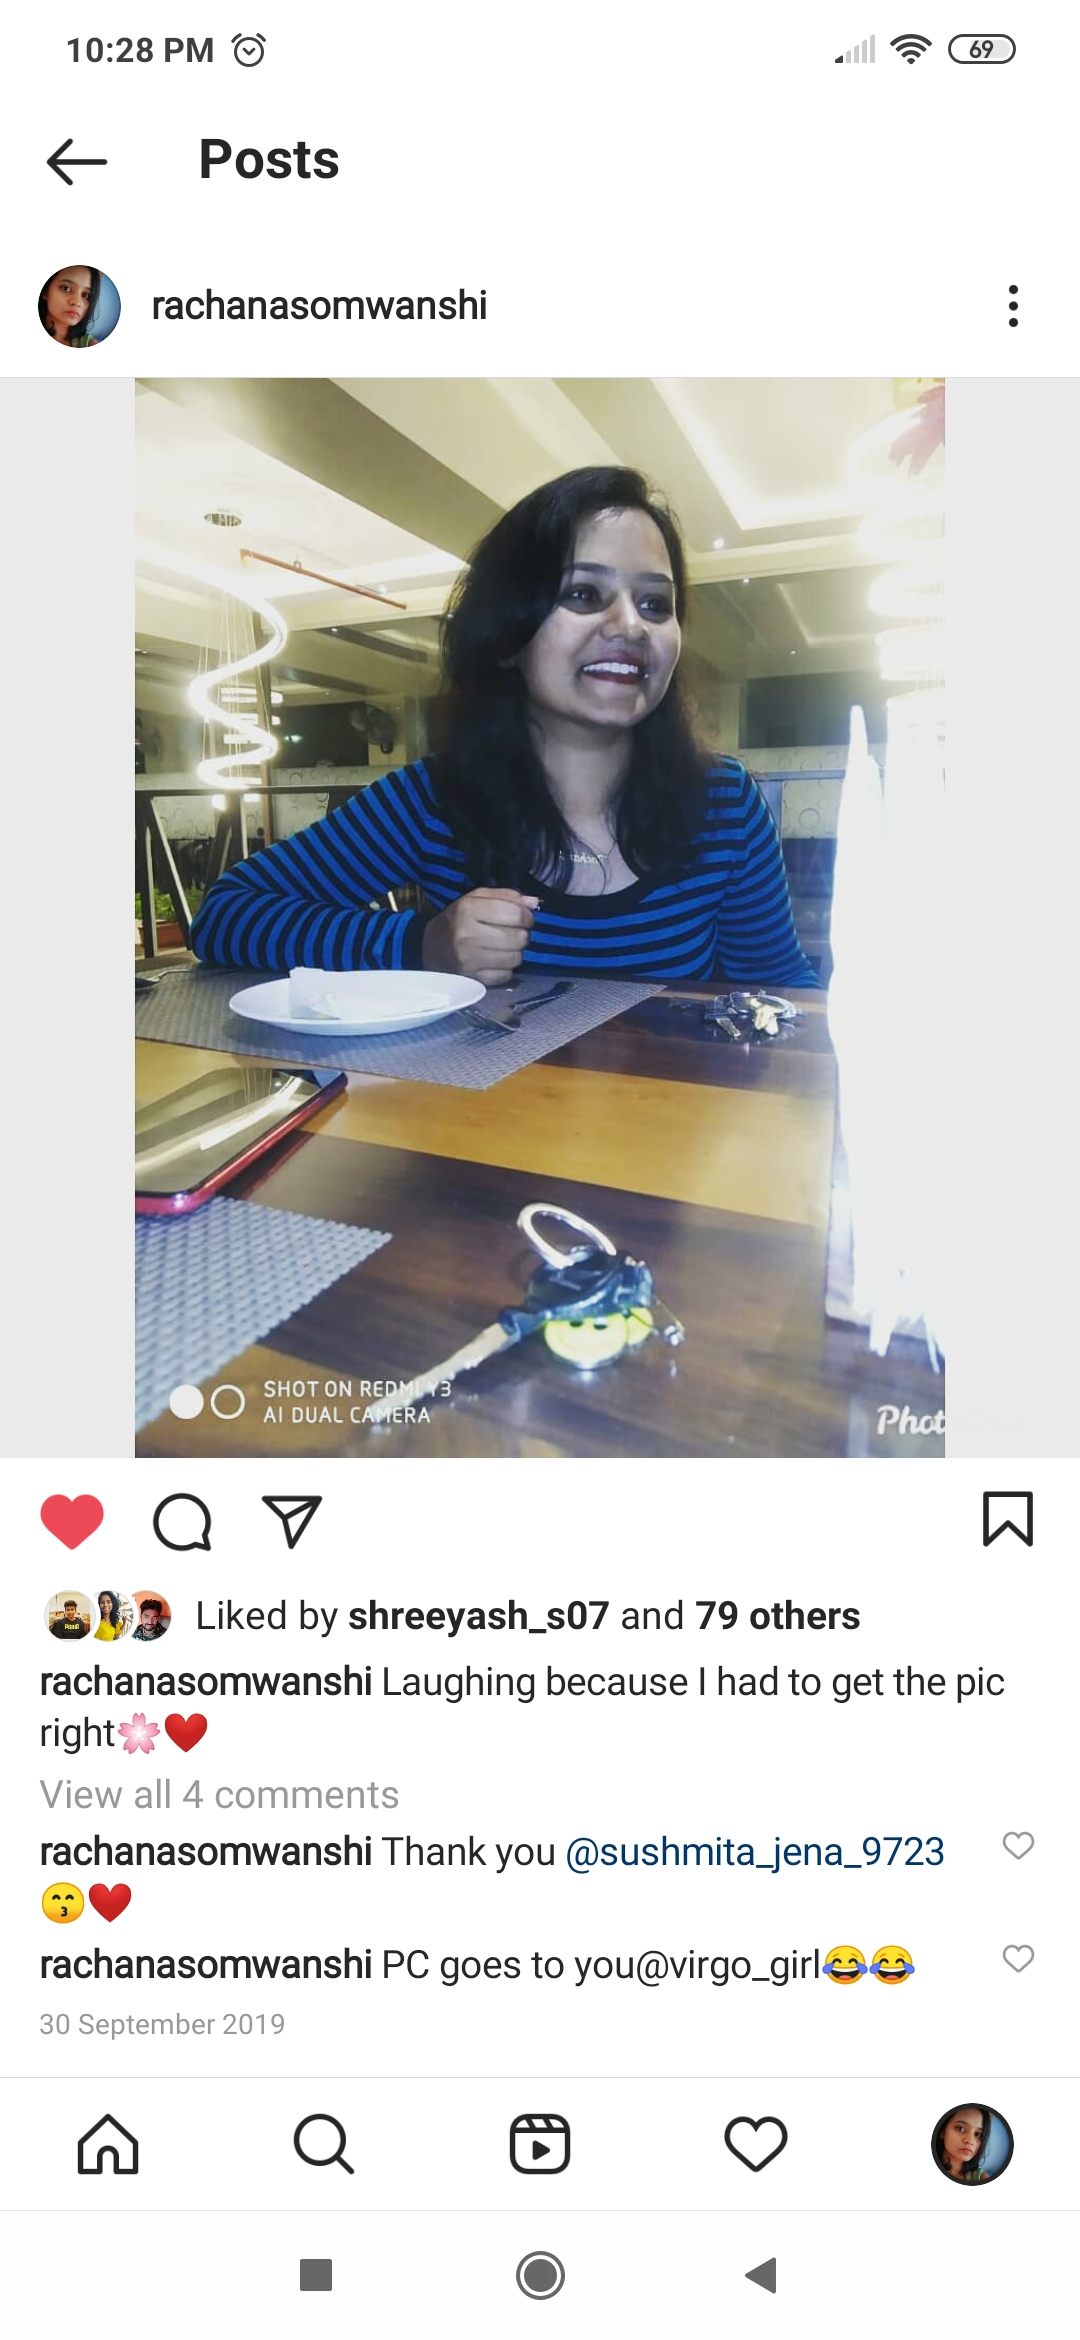 10:28 PM
69
Posts
rachanasomwanshi
SHOT ON REDMI Y3
AI DUAL CAMERA
Phot
Liked by shreeyash_s07 and 79 others
rachanasomwanshi Laughing because I had to get the pic
right🌸❤️
View all 4 comments
rachanasomwanshi Thank you @sushmita_jena_9723
😙❤️
rachanasomwanshi PC goes to you@virgo_girl😂😂
30 September 2019